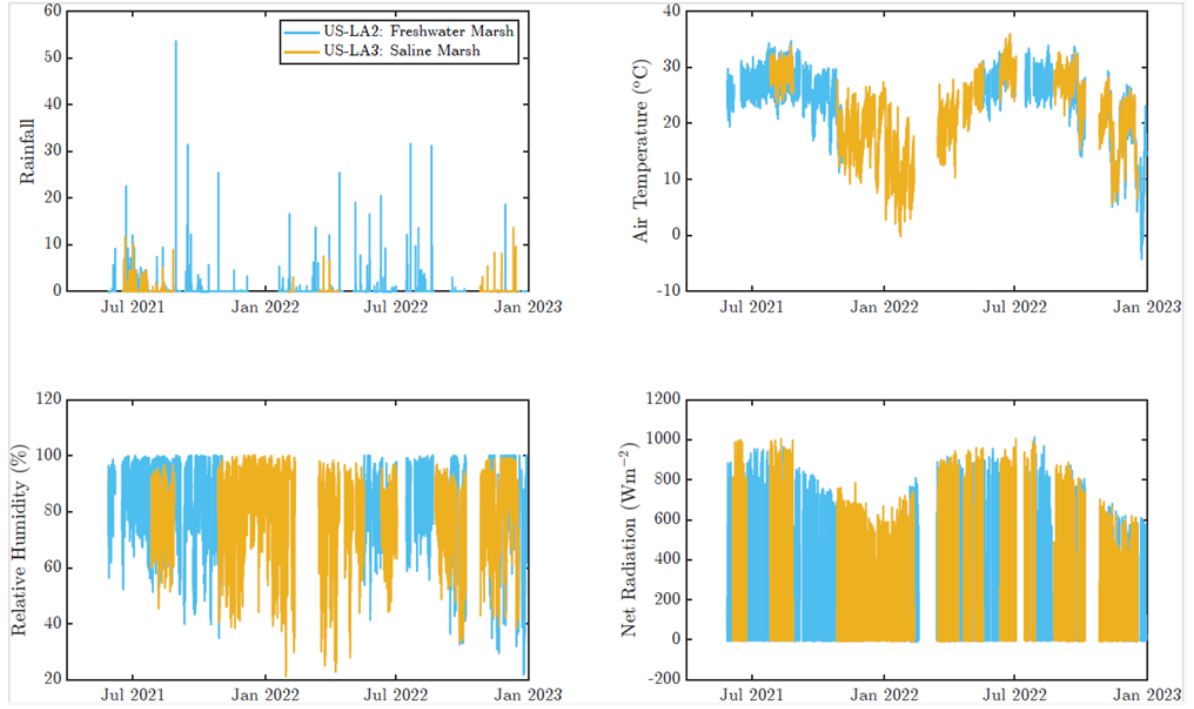 60
50
40
30
20
10
0
Rainfall
US-LA2: Freshwater Marsh
US-LA3: Saline Marsh
Jul 2021
Jan 2022
Jul 2022
Jan 2023
40
30
20
10
0
-10
Air Temperature (°C)
Jul 2021
Jan 2022
Jul 2022
Jan 2023
120
100
80
60
40
20
Relative Humidity (%)
Jul 2021
Jan 2022
Jul 2022
Jan 2023
1200
1000
800
600
400
200
0
-200
Net Radiation (Wm⁻²)
Jul 2021
Jan 2022
Jul 2022
Jan 2023